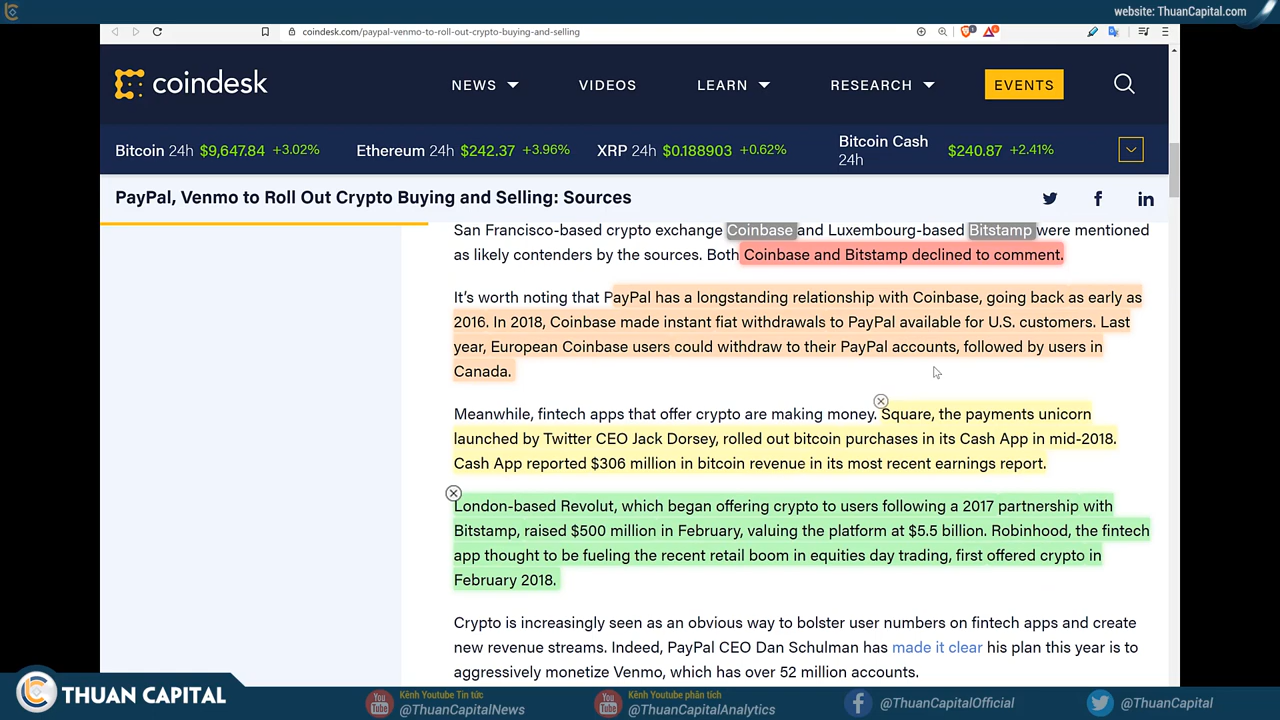 website: ThuanCapital.com
coindesk.com/paypal-venmo-to-roll-out-crypto-buying-and-selling
coindesk
NEWS
VIDEOS
LEARN
RESEARCH
EVENTS
Bitcoin 24h $9,647.84 +3.02%
Ethereum 24h $242.37 +3.96%
XRP 24h $0.188903 +0.62%
Bitcoin Cash
24h
$240.87 +2.41%
PayPal, Venmo to Roll Out Crypto Buying and Selling: Sources
San Francisco-based crypto exchange Coinbase and Luxembourg-based Bitstamp were mentioned
as likely contenders by the sources. Both Coinbase and Bitstamp declined to comment.
It’s worth noting that PayPal has a longstanding relationship with Coinbase, going back as early as
2016. In 2018, Coinbase made instant fiat withdrawals to PayPal available for U.S. customers. Last
year, European Coinbase users could withdraw to their PayPal accounts, followed by users in
Canada.
Meanwhile, fintech apps that offer crypto are making money. Square, the payments unicorn
launched by Twitter CEO Jack Dorsey, rolled out bitcoin purchases in its Cash App in mid-2018.
Cash App reported $306 million in bitcoin revenue in its most recent earnings report.
London-based Revolut, which began offering crypto to users following a 2017 partnership with
Bitstamp, raised $500 million in February, valuing the platform at $5.5 billion. Robinhood, the fintech
app thought to be fueling the recent retail boom in equities day trading, first offered crypto in
February 2018.
Crypto is increasingly seen as an obvious way to bolster user numbers on fintech apps and create
new revenue streams. Indeed, PayPal CEO Dan Schulman has made it clear his plan this year is to
aggressively monetize Venmo, which has over 52 million accounts.
THUAN CAPITAL
You Tube
Kênh Youtube Tin tức
@ThuanCapitalNews
You Tube
Kênh Youtube phân tích
@ThuanCapitalAnalytics
@ThuanCapitalOfficial
@ThuanCapital